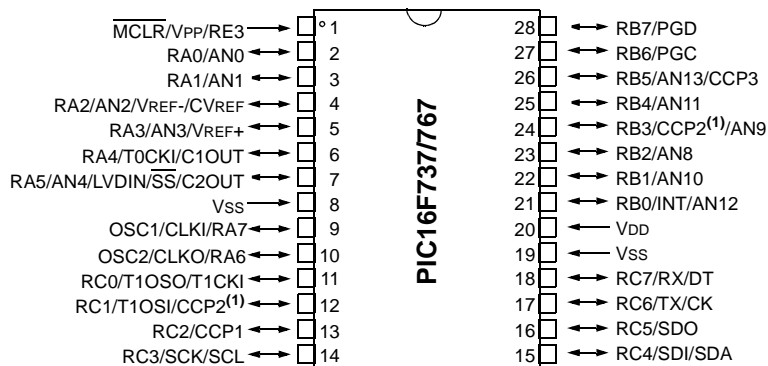 MCLR/VPP/RE3 1 28 RB7/PGD
RA0/AN0 2 27 RB6/PGC
RA1/AN1 3 26 RB5/AN13/CCP3
RA2/AN2/VREF-/CVREF 4 25 RB4/AN11
RA3/AN3/VREF+ 5 24 RB3/CCP2(1)/AN9
RA4/T0CKI/C1OUT 6 23 RB2/AN8
RA5/AN4/LVDIN/SS/C2OUT 7 22 RB1/AN10
VSS 8 21 RB0/INT/AN12
OSC1/CLKI/RA7 9 20 VDD
OSC2/CLKO/RA6 10 19 VSS
RC0/T1OSO/T1CKI 11 18 RC7/RX/DT
RC1/T1OSI/CCP2(1) 12 17 RC6/TX/CK
RC2/CCP1 13 16 RC5/SDO
RC3/SCK/SCL 14 15 RC4/SDI/SDA
PIC16F737/767